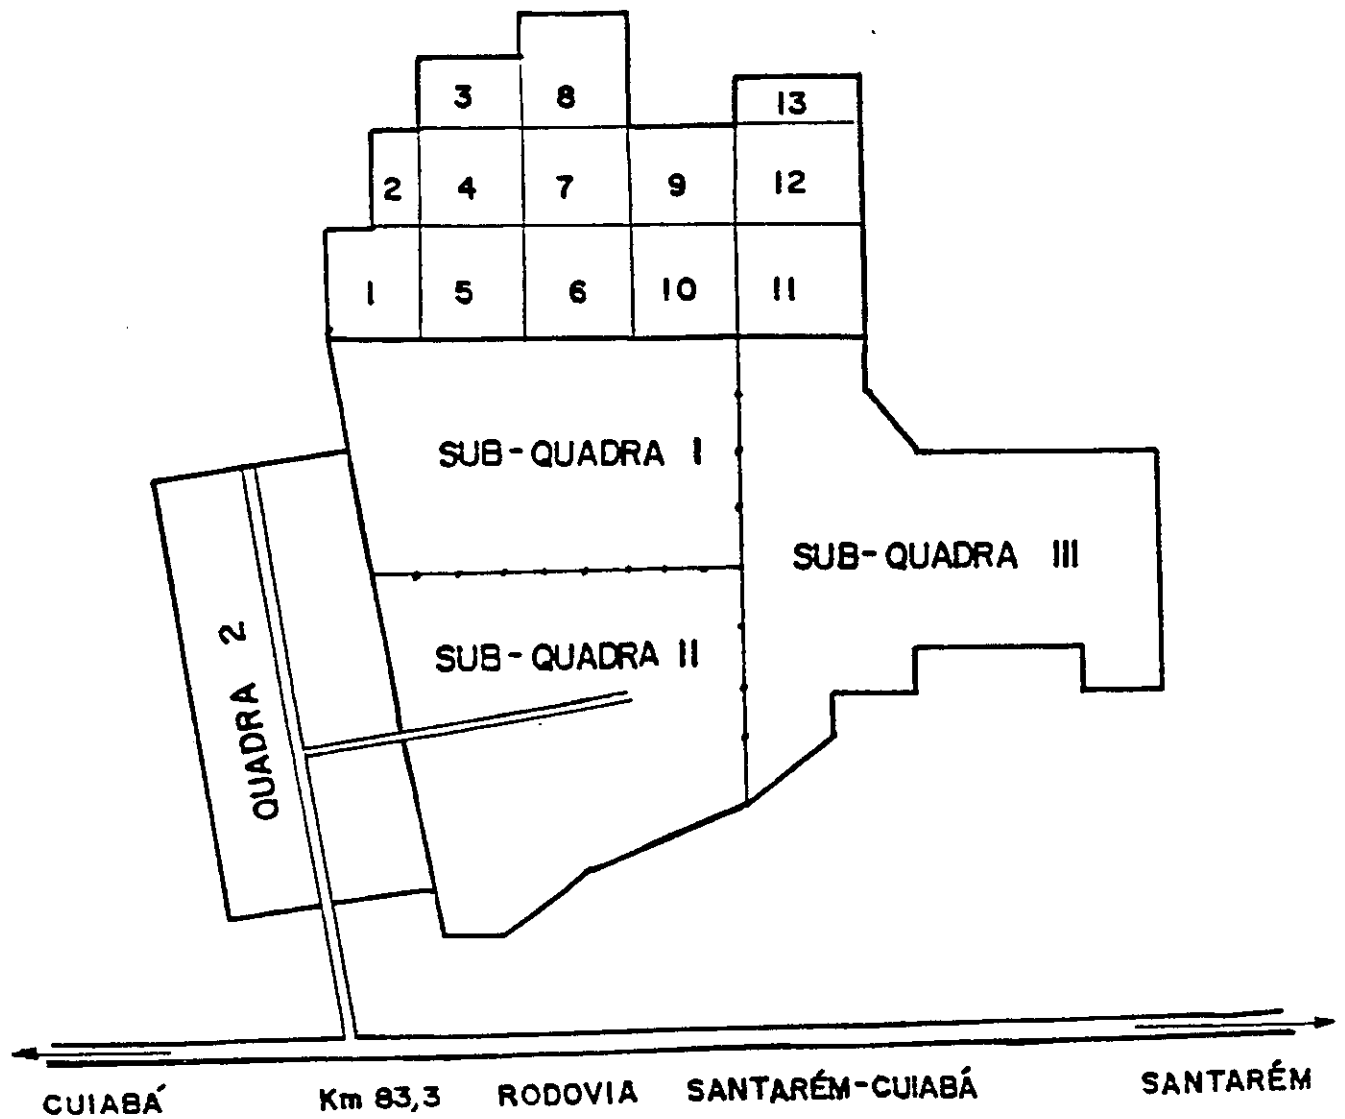 3 8 13
2 4 7 9 12
1 5 6 10 11
SUB-QUADRA I
SUB-QUADRA III
SUB-QUADRA II
QUADRA 2
CUIABÁ Km 83,3 RODOVIA SANTARÉM-CUIABÁ SANTARÉM